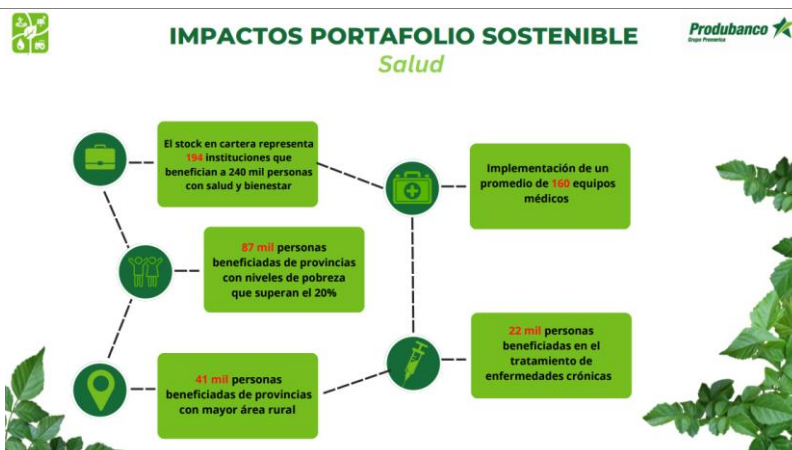 IMPACTOS PORTAFOLIO SOSTENIBLE
Salud
Produbanco
Grupo Promerica
El stock en cartera representa
194 instituciones que
benefician a 240 mil personas
con salud y bienestar
Implementación de un
promedio de 160 equipos
médicos
87 mil personas
beneficiadas de provincias
con niveles de pobreza
que superan el 20%
22 mil personas
beneficiadas en el
tratamiento de
enfermedades crónicas
41 mil personas
beneficiadas de provincias
con mayor área rural